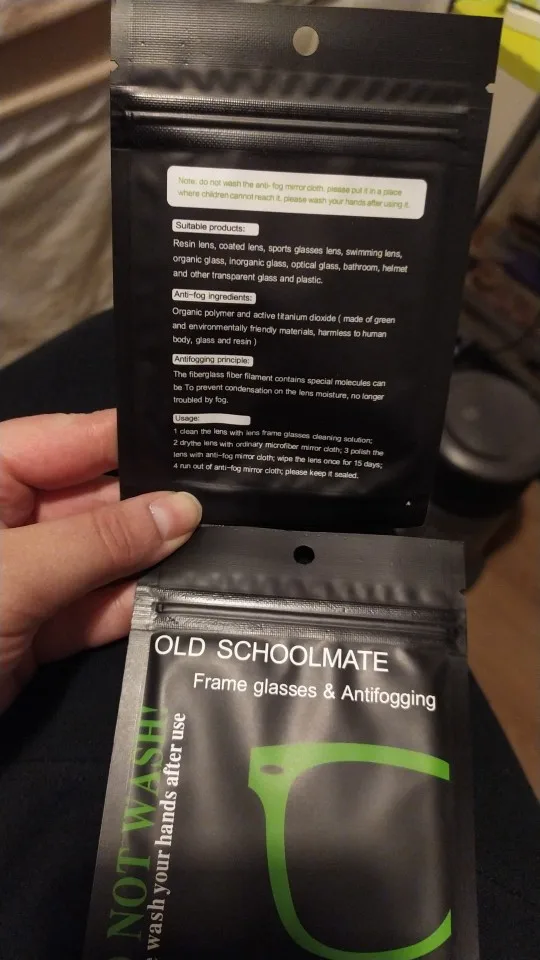 Note: do not wash the anti-fog mirror cloth, please put it in a place
where children cannot reach it, please wash your hands after using it.
Suitable products:
Resin lens, coated lens, sports glasses lens, swimming lens,
organic glass, inorganic glass, optical glass, bathroom, helmet
and other transparent glass and plastic.
Anti-fog ingredients:
Organic polymer and active titanium dioxide ( made of green
and environmentally friendly materials, harmless to human
body, glass and resin )
Antifogging principle:
The fiberglass fiber filament contains special molecules can
be To prevent condensation on the lens moisture, no longer
troubled by fog.
Usage:
1 clean the lens with lens frame glasses cleaning solution;
2 drythe lens with ordinary microfiber mirror cloth; 3 polish the
lens with anti-fog mirror cloth; wipe the lens once for 15 days;
4 run out of anti-fog mirror cloth; please keep it sealed.
OLD SCHOOLMATE
Frame glasses & Antifogging
NOT WASH!
wash your hands after use